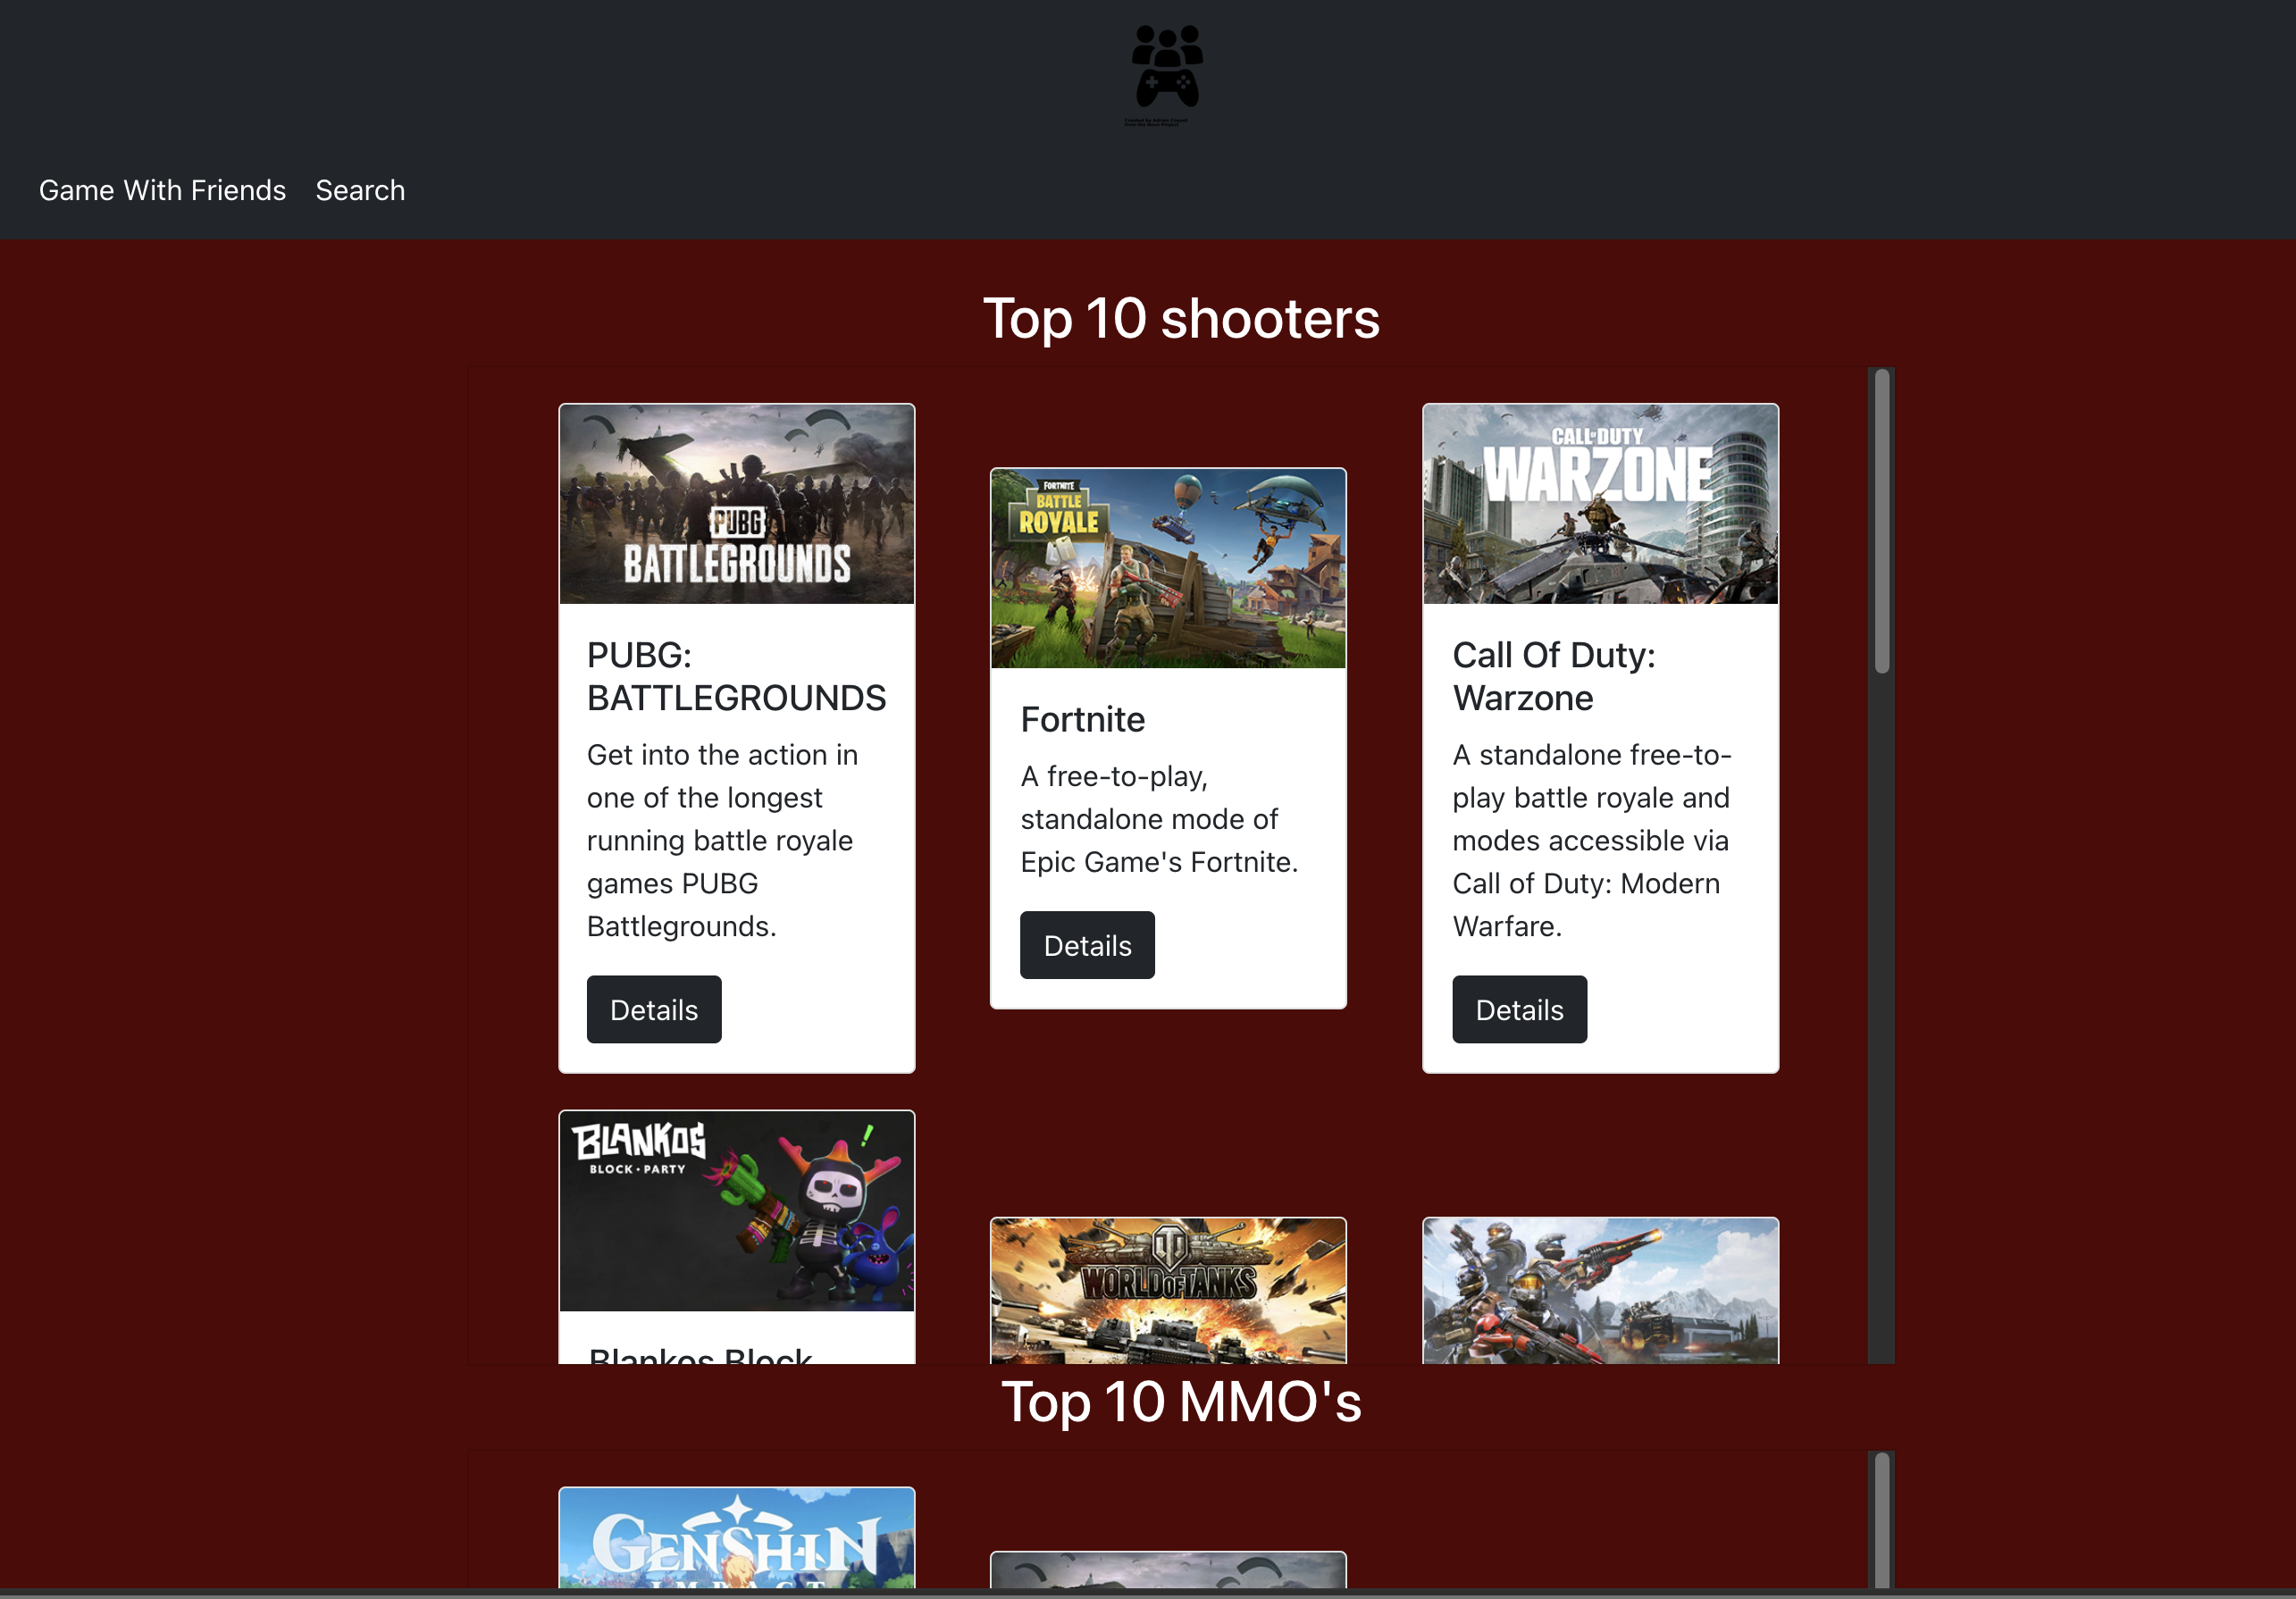 Game With Friends Search
Top 10 shooters
PUBG
BATTLEGROUNDS
PUBG:
BATTLEGROUNDS
Get into the action in
one of the longest
running battle royale
games PUBG
Battlegrounds.
Details
FORTNITE
BATTLE
ROYALE
Fortnite
A free-to-play,
standalone mode of
Epic Game's Fortnite.
Details
CALL OF DUTY
WARZONE
Call Of Duty:
Warzone
A standalone free-to-
play battle royale and
modes accessible via
Call of Duty: Modern
Warfare.
Details
BLANKOS
BLOCK • PARTY
Blankos Block
WORLD OF TANKS
Top 10 MMO's
GENSHIN
IMPACT